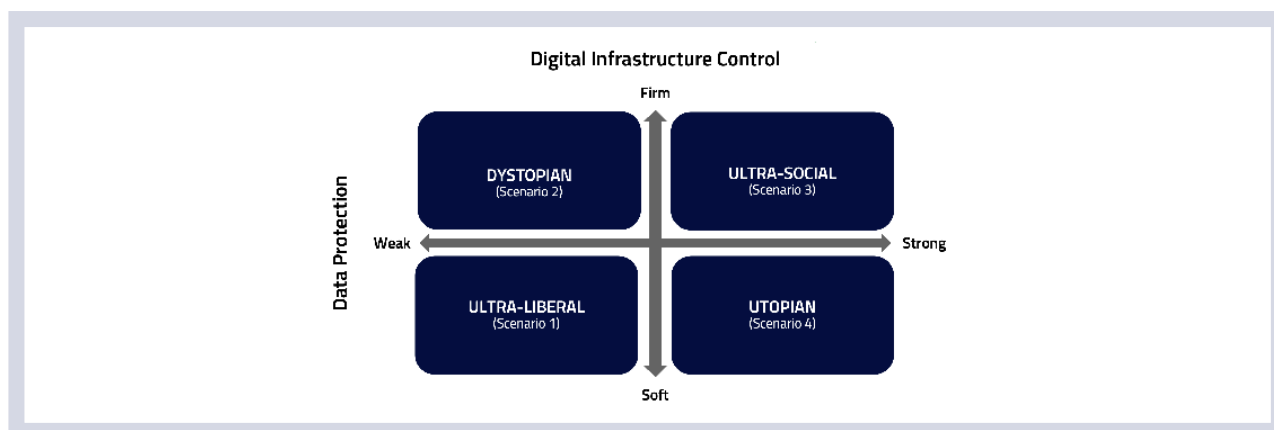 Digital Infrastructure Control
Firm
DYSTOPIAN
(Scenario 2)
ULTRA-SOCIAL
(Scenario 3)
Data Protection
Weak
Strong
ULTRA-LIBERAL
(Scenario 1)
UTOPIAN
(Scenario 4)
Soft